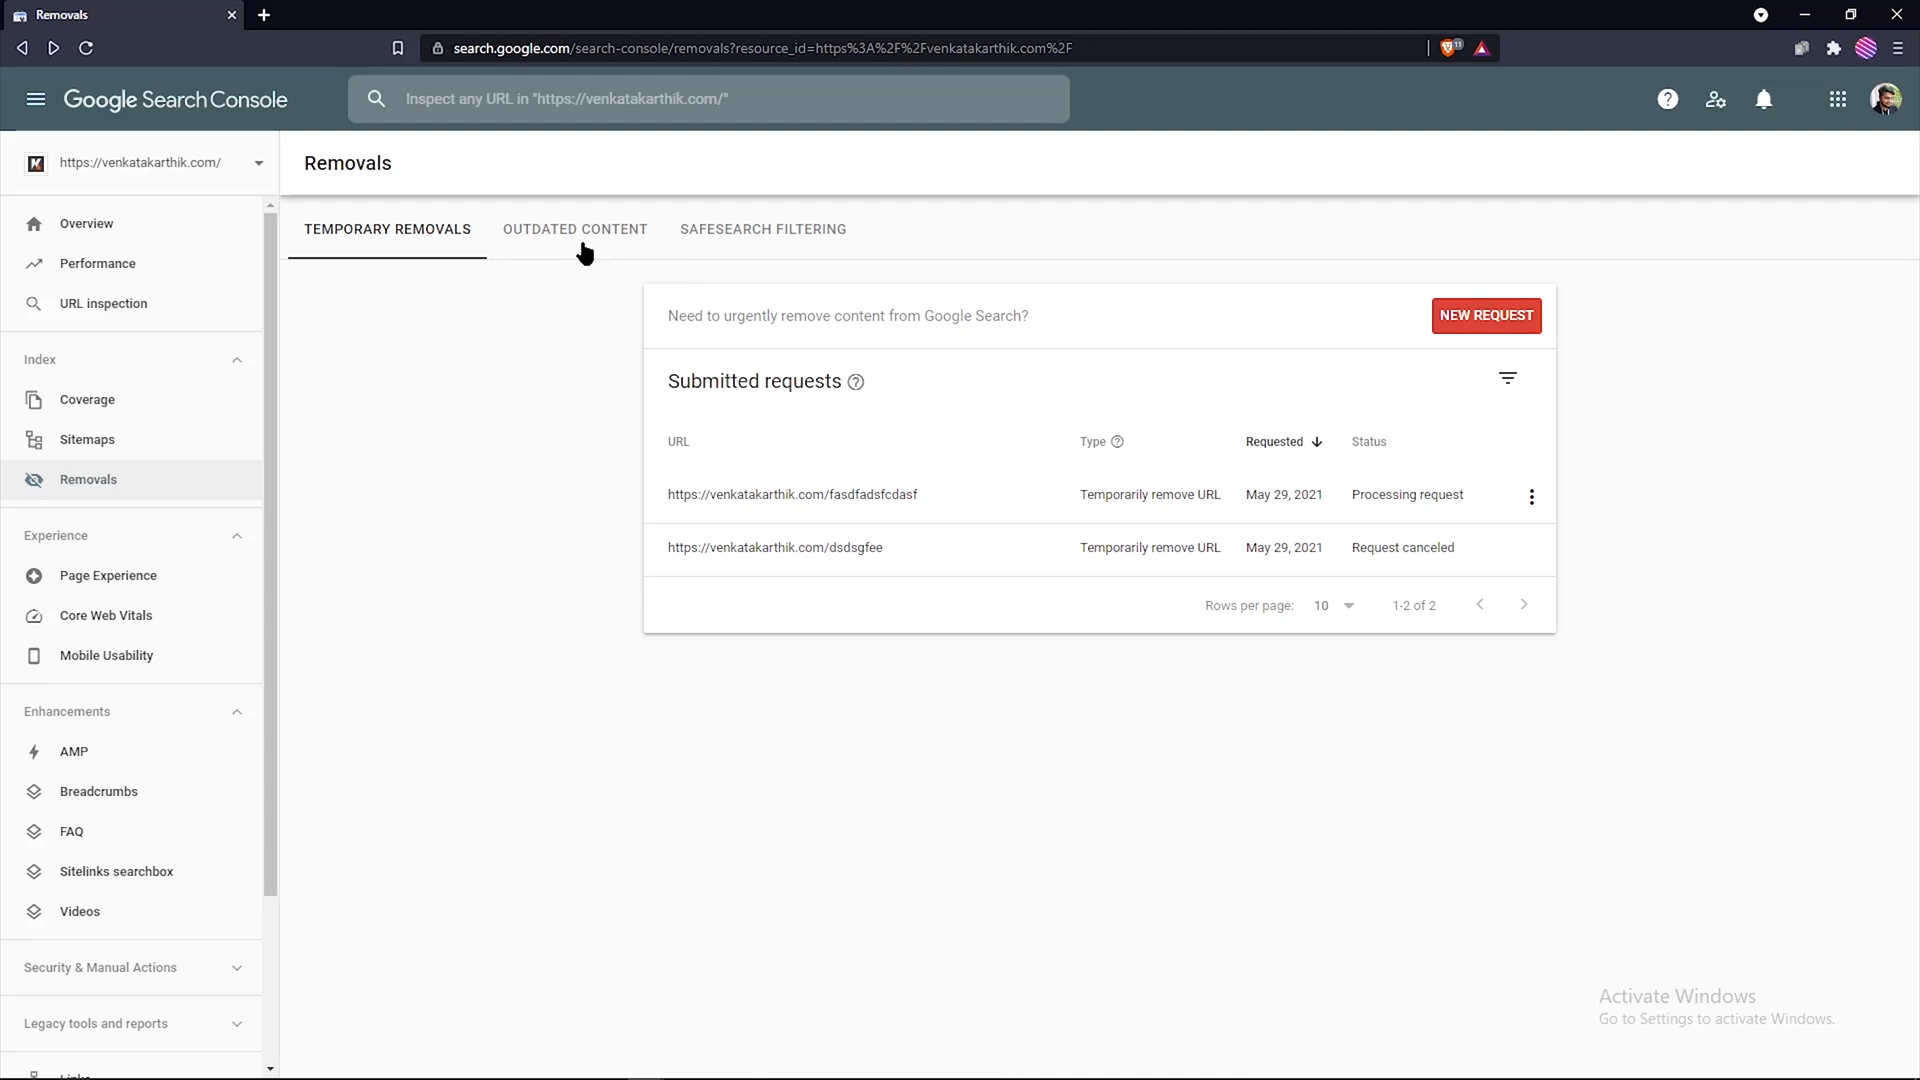 Removals
search.google.com/search-console/removals?resource_id=https%3A%2F%2Fvenkatakarthik.com%2F
11
Google Search Console
Inspect any URL in "https://venkatakarthik.com/"
K
https://venkatakarthik.com/
Removals
Overview
Performance
URL inspection
Index
Coverage
Sitemaps
Removals
Experience
Page Experience
Core Web Vitals
Mobile Usability
Enhancements
AMP
Breadcrumbs
FAQ
Sitelinks searchbox
Videos
Security & Manual Actions
Legacy tools and reports
Links
TEMPORARY REMOVALS OUTDATED CONTENT SAFESEARCH FILTERING
Need to urgently remove content from Google Search? NEW REQUEST
Submitted requests
URL Type Requested Status
https://venkatakarthik.com/fasdfadsfcdasf Temporarily remove URL May 29, 2021 Processing request
https://venkatakarthik.com/dsdsgfee Temporarily remove URL May 29, 2021 Request canceled
Rows per page: 10 1-2 of 2
Activate Windows
Go to Settings to activate Windows.